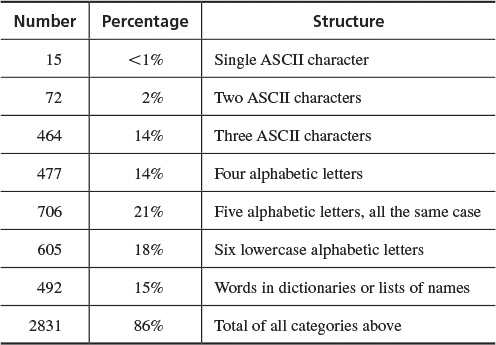 Number Percentage Structure
15 <1% Single ASCII character
72 2% Two ASCII characters
464 14% Three ASCII characters
477 14% Four alphabetic letters
706 21% Five alphabetic letters, all the same case
605 18% Six lowercase alphabetic letters
492 15% Words in dictionaries or lists of names
2831 86% Total of all categories above